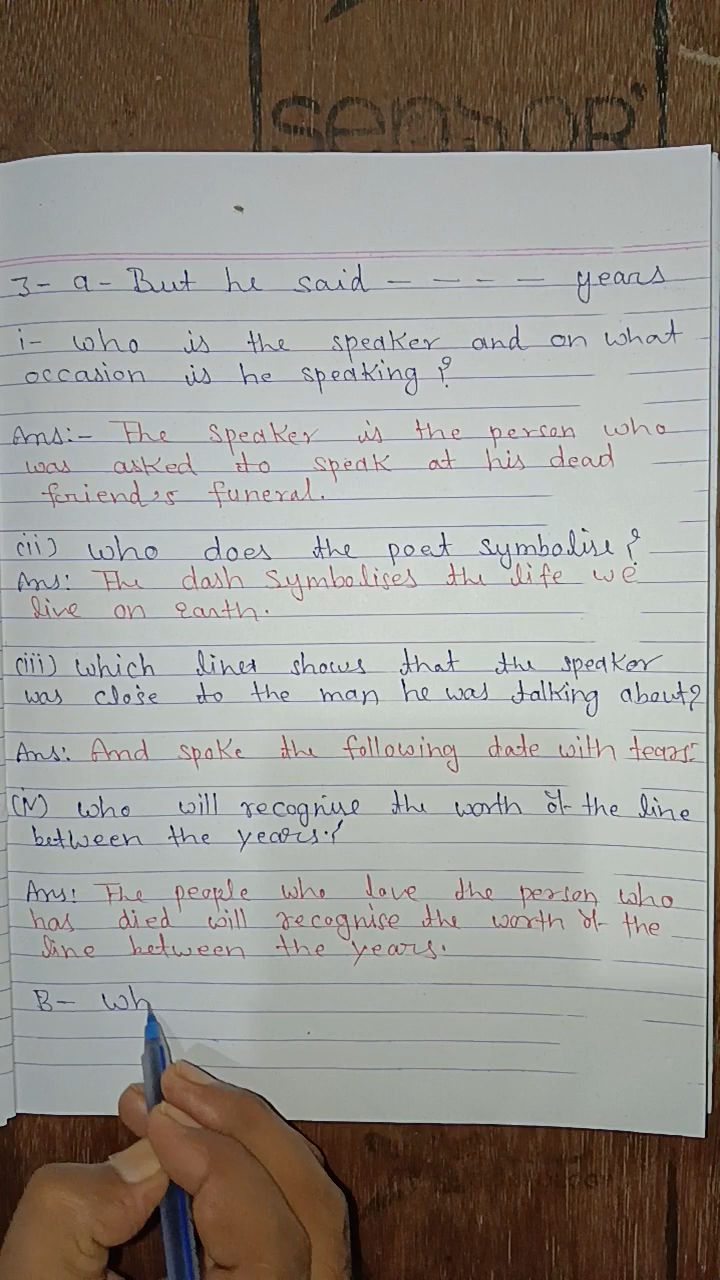 sensor
3- a- But he said - - - - years
i- who is the speaker and on what
occasion is he speaking ?
Ans:- The speaker is the person who
was asked to speak at his dead
friend's funeral.
(ii) who does the poet symbolise ?
Ans: The dash symbolises the life we
live on earth.
(iii) which lines shows that the speaker
was close to the man he was talking about?
Ans: And spoke the following date with tears.
(iv) who will recognise the worth of the line
between the years?
Ans: The people who love the person who
has died will recognise the worth of the
line between the years.
B- wh